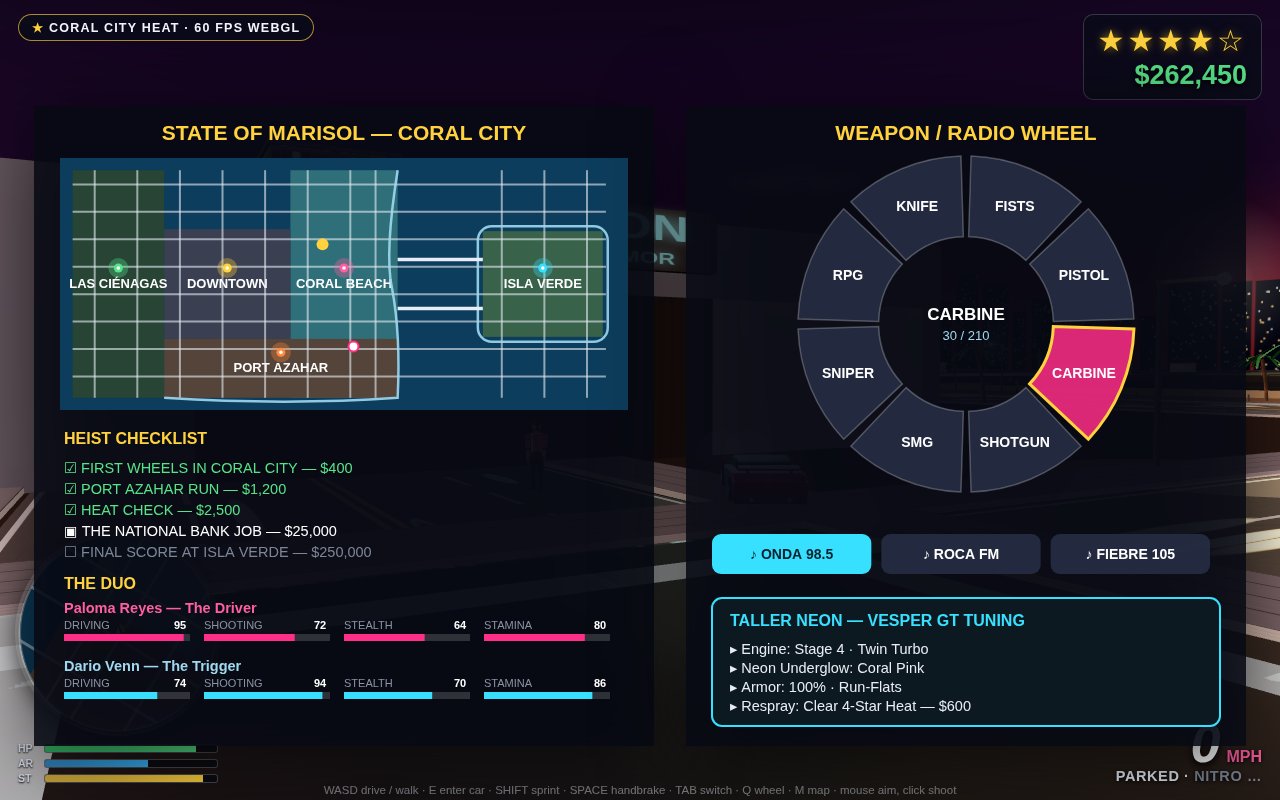 ★ CORAL CITY HEAT · 60 FPS WEBGL
★★★★☆
$262,450
STATE OF MARISOL — CORAL CITY
LAS CIÉNAGAS
DOWNTOWN
CORAL BEACH
ISLA VERDE
PORT AZAHAR
HEIST CHECKLIST
☑ FIRST WHEELS IN CORAL CITY — $400
☑ PORT AZAHAR RUN — $1,200
☑ HEAT CHECK — $2,500
▣ THE NATIONAL BANK JOB — $25,000
☐ FINAL SCORE AT ISLA VERDE — $250,000
THE DUO
Paloma Reyes — The Driver
DRIVING 95 SHOOTING 72 STEALTH 64 STAMINA 80
Dario Venn — The Trigger
DRIVING 74 SHOOTING 94 STEALTH 70 STAMINA 86
WEAPON / RADIO WHEEL
KNIFE
FISTS
RPG
PISTOL
CARBINE
30 / 210
SNIPER
CARBINE
SMG
SHOTGUN
♪ ONDA 98.5
♪ ROCA FM
♪ FIEBRE 105
TALLER NEON — VESPER GT TUNING
▸ Engine: Stage 4 · Twin Turbo
▸ Neon Underglow: Coral Pink
▸ Armor: 100% · Run-Flats
▸ Respray: Clear 4-Star Heat — $600
HP
AR
ST
0 MPH
PARKED · NITRO ...
WASD drive / walk · E enter car · SHIFT sprint · SPACE handbrake · TAB switch · Q wheel · M map · mouse aim, click shoot